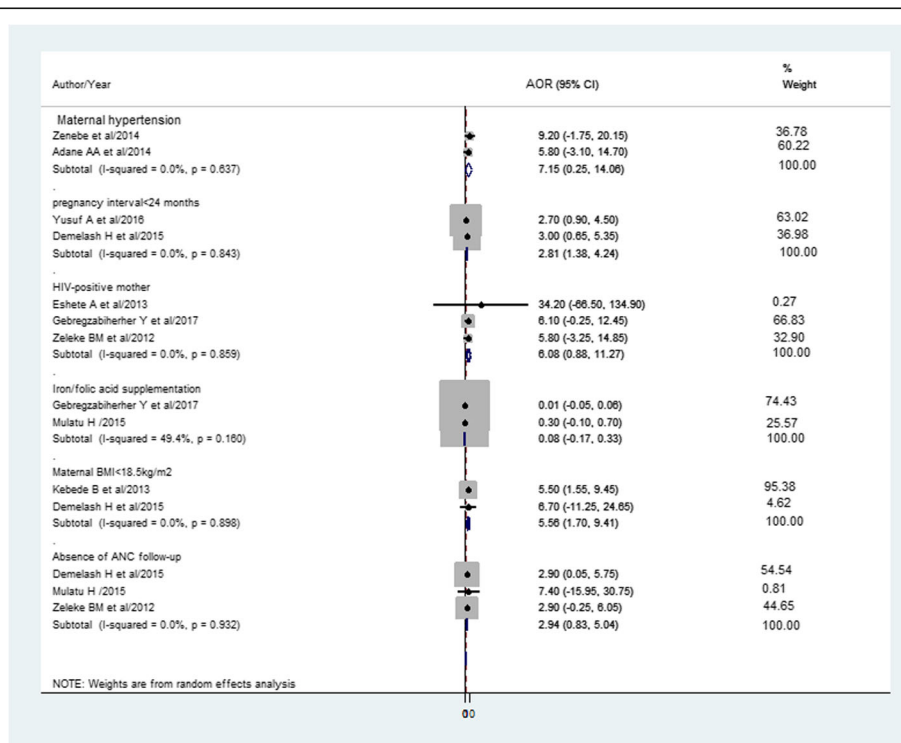 %
Author/Year AOR (95% CI) Weight
Maternal hypertension
Zenebe et al/2014 9.20 (-1.75, 20.15) 36.78
Adane AA et al/2014 5.80 (-3.10, 14.70) 60.22
Subtotal (I-squared = 0.0%, p = 0.637) 7.15 (0.25, 14.06) 100.00
.
pregnancy interval<24 months
Yusuf A et al/2016 2.70 (0.90, 4.50) 63.02
Demelash H et al/2015 3.00 (0.65, 5.35) 36.98
Subtotal (I-squared = 0.0%, p = 0.843) 2.81 (1.38, 4.24) 100.00
.
HIV-positive mother
Eshete A et al/2013 34.20 (-66.50, 134.90) 0.27
Gebregzabiherher Y et al/2017 6.10 (-0.25, 12.45) 66.83
Zeleke BM et al/2012 5.80 (-3.25, 14.85) 32.90
Subtotal (I-squared = 0.0%, p = 0.859) 6.08 (0.88, 11.27) 100.00
.
Iron/folic acid supplementation
Gebregzabiherher Y et al/2017 0.01 (-0.05, 0.06) 74.43
Mulatu H /2015 0.30 (-0.10, 0.70) 25.57
Subtotal (I-squared = 49.4%, p = 0.160) 0.08 (-0.17, 0.33) 100.00
.
Maternal BMI<18.5kg/m2
Kebede B et al/2013 5.50 (1.55, 9.45) 95.38
Demelash H et al/2015 6.70 (-11.25, 24.65) 4.62
Subtotal (I-squared = 0.0%, p = 0.898) 5.56 (1.70, 9.41) 100.00
.
Absence of ANC follow-up
Demelash H et al/2015 2.90 (0.05, 5.75) 54.54
Mulatu H /2015 7.40 (-15.95, 30.75) 0.81
Zeleke BM et al/2012 2.90 (-0.25, 6.05) 44.65
Subtotal (I-squared = 0.0%, p = 0.932) 2.94 (0.83, 5.04) 100.00
.
NOTE: Weights are from random effects analysis